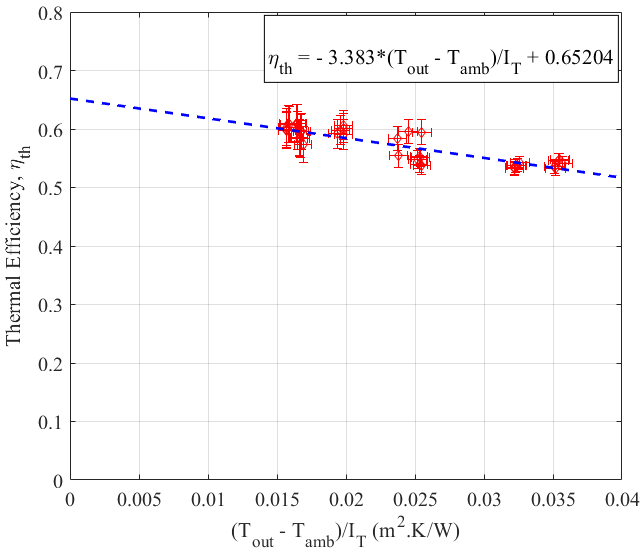 η_th = - 3.383*(T_out - T_amb)/I_T + 0.65204
Thermal Efficiency, η_th
0.8
0.7
0.6
0.5
0.4
0.3
0.2
0.1
0
0 0.005 0.01 0.015 0.02 0.025 0.03 0.035 0.04
(T_out - T_amb)/I_T (m².K/W)